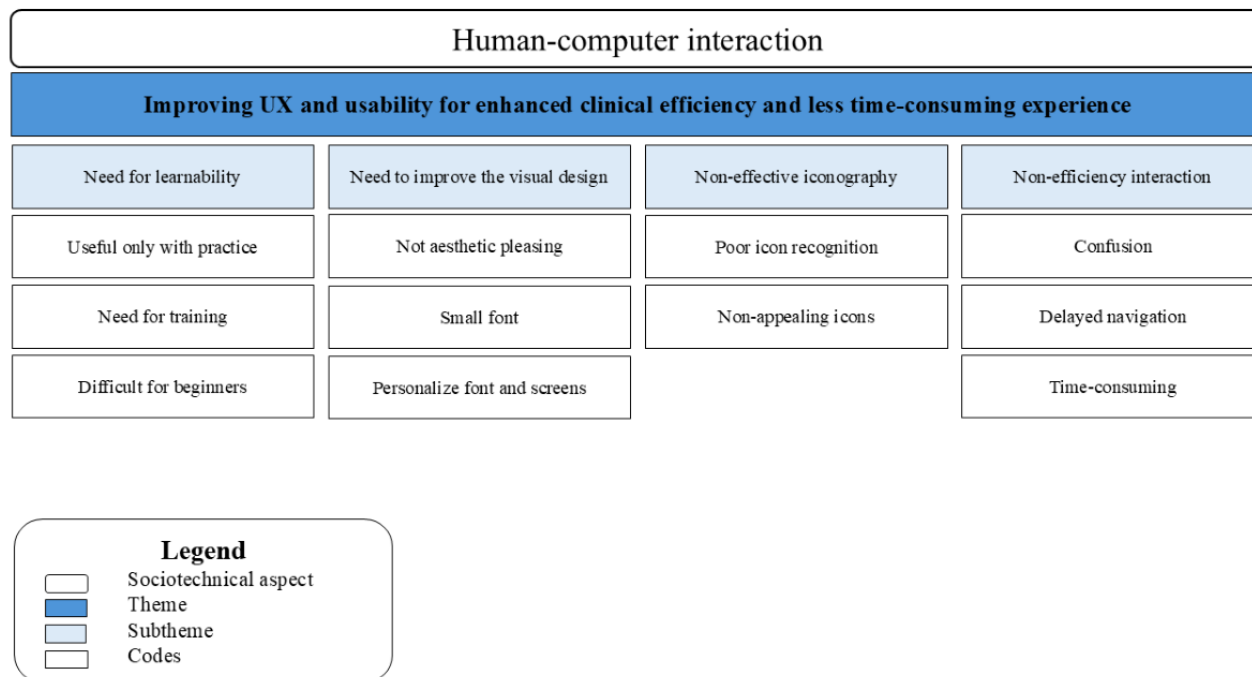 Human-computer interaction
Improving UX and usability for enhanced clinical efficiency and less time-consuming experience
Need for learnability
Need to improve the visual design
Non-effective iconography
Non-efficiency interaction
Useful only with practice
Not aesthetic pleasing
Poor icon recognition
Confusion
Need for training
Small font
Non-appealing icons
Delayed navigation
Difficult for beginners
Personalize font and screens
Time-consuming
Legend
Sociotechnical aspect
Theme
Subtheme
Codes